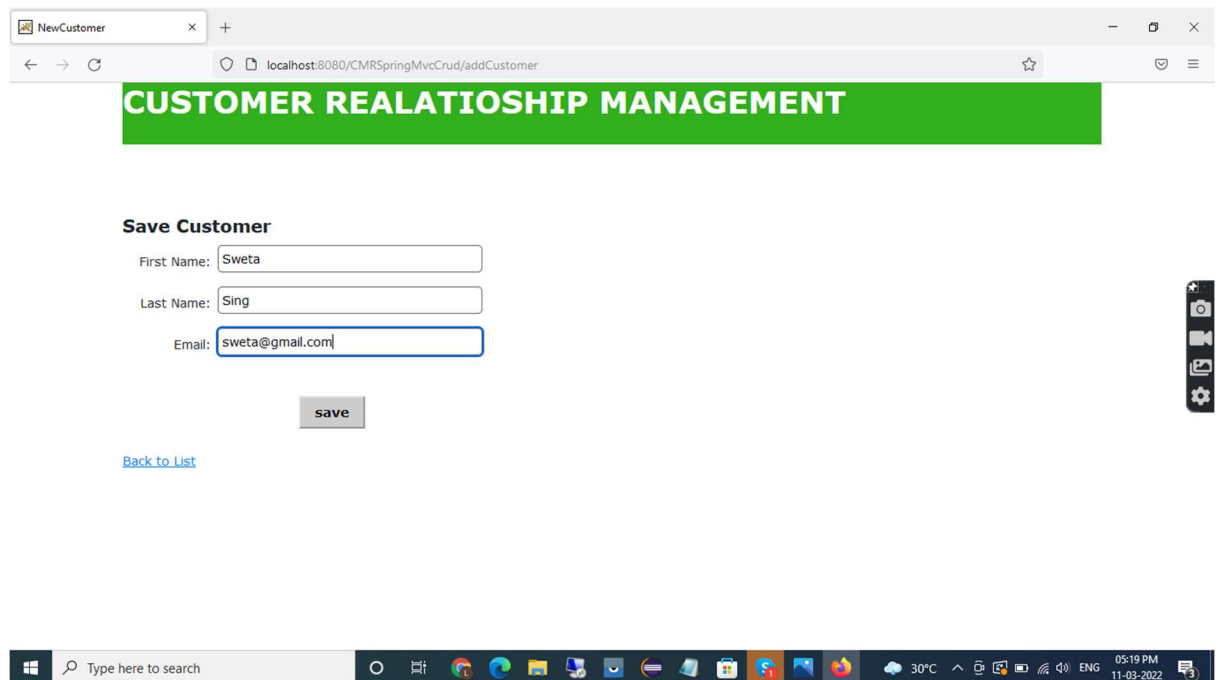 NewCustomer
localhost:8080/CMRSpringMvcCrud/addCustomer
CUSTOMER REALATIOSHIP MANAGEMENT
Save Customer
First Name: Sweta
Last Name: Sing
Email: sweta@gmail.com
save
Back to List
Type here to search
30°C
ENG
05:19 PM
11-03-2022
3